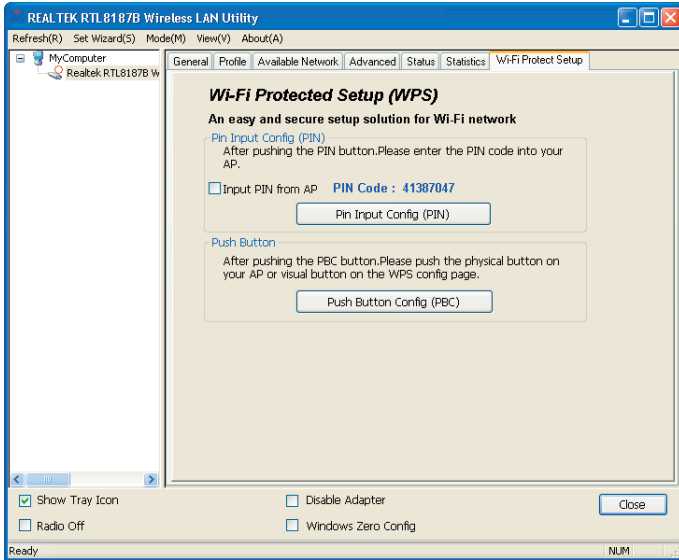 REALTEK RTL8187B Wireless LAN Utility
Refresh(R) Set Wizard(S) Mode(M) View(V) About(A)
MyComputer
Realtek RTL8187B W
General Profile Available Network Advanced Status Statistics Wi-Fi Protect Setup
Wi-Fi Protected Setup (WPS)
An easy and secure setup solution for Wi-Fi network
Pin Input Config (PIN)
After pushing the PIN button.Please enter the PIN code into your
AP.
Input PIN from AP PIN Code : 41387047
Pin Input Config (PIN)
Push Button
After pushing the PBC button.Please push the physical button on
your AP or visual button on the WPS config page.
Push Button Config (PBC)
Show Tray Icon Disable Adapter Close
Radio Off Windows Zero Config
Ready NUM